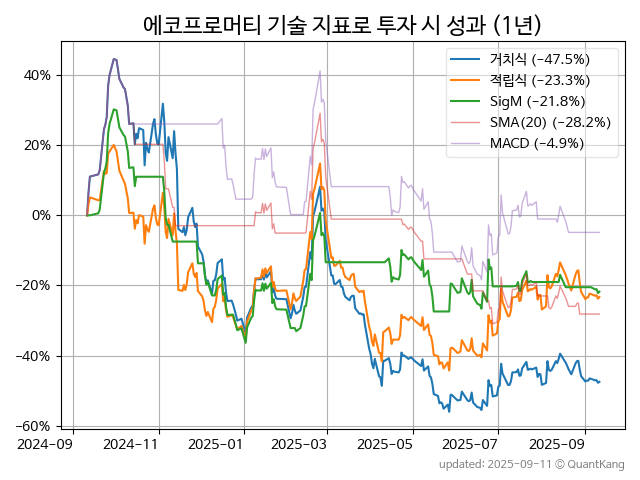 에코프로머티 기술 지표로 투자 시 성과 (1년)
거치식 (−47.5%)
적립식 (−23.3%)
SigM (−21.8%)
SMA(20) (−28.2%)
MACD (−4.9%)
40%
20%
0%
−20%
−40%
−60%
2024-09 2024-11 2025-01 2025-03 2025-05 2025-07 2025-09
updated: 2025-09-11 © QuantKang